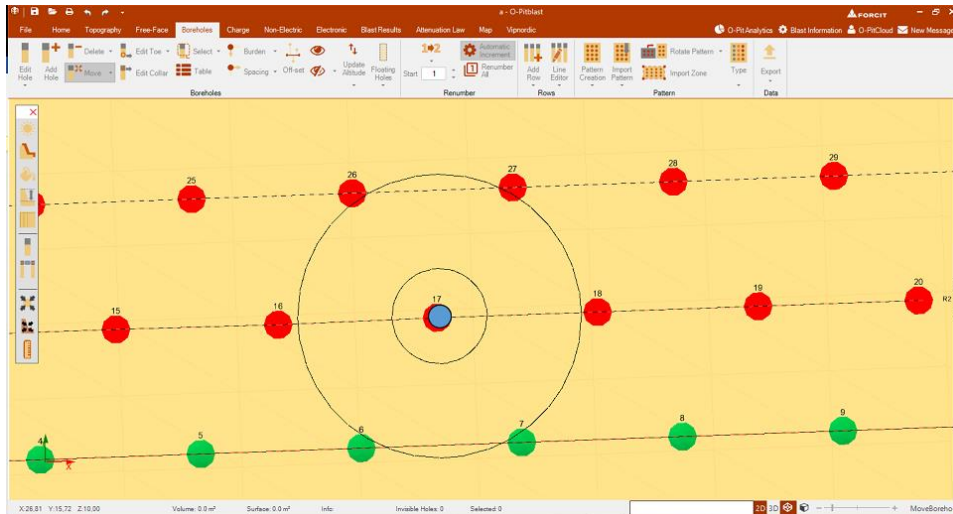 a - O-Pitblast
FORCIT
File Home Topography Free-Face Boreholes Charge Non-Electric Electronic Blast Results Attenuation Law Map Vipnordic
O-PitAnalytics Blast Information O-PitCloud New Message
Edit Hole
Add Hole
Delete
Move
Edit Toe
Edit Collar
Select
Table
Burden
Spacing
Off-set
Update Altitude
Floating Holes
Start 1
Automatic Increment
Renumber All
Add Row
Line Editor
Pattern Creation
Import Pattern
Rotate Pattern
Import Zone
Type
Export
Boreholes Renumber Rows Pattern Data
25 26 27 28 29
15 16 17 18 19 20 R2
4 5 6 7 8 9
X
X:26,81 Y:15,72 Z:10,00 Volume: 0.0 m³ Surface: 0.0 m² Info: Invisible Holes: 0 Selected: 0 2D 3D MoveBoreho